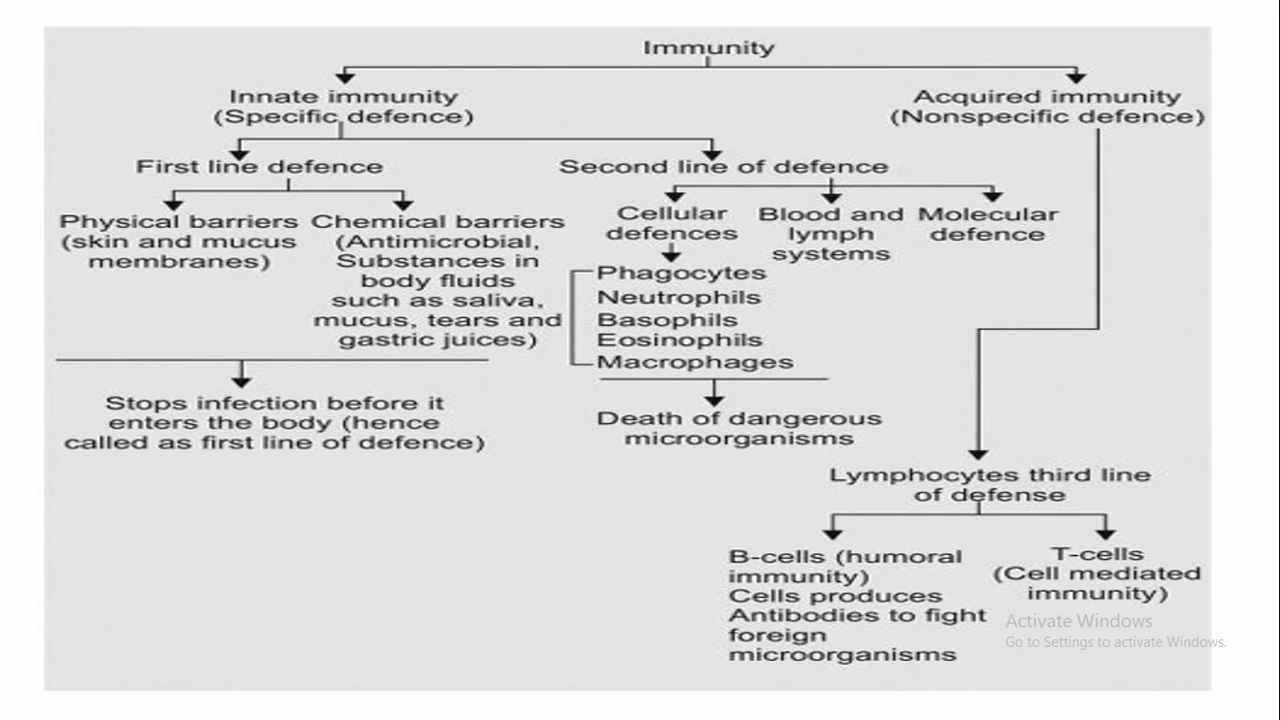 Immunity
Innate immunity
(Specific defence)
Acquired immunity
(Nonspecific defence)
First line defence
Second line of defence
Physical barriers
(skin and mucus
membranes)
Chemical barriers
(Antimicrobial,
Substances in
body fluids
such as saliva,
mucus, tears and
gastric juices)
Cellular
defences
Blood and
lymph
systems
Molecular
defence
Phagocytes
Neutrophils
Basophils
Eosinophils
Macrophages
Stops infection before it
enters the body (hence
called as first line of defence)
Death of dangerous
microorganisms
Lymphocytes third line
of defense
B-cells (humoral
immunity)
Cells produces
Antibodies to fight
foreign
microorganisms
T-cells
(Cell mediated
immunity)
Activate Windows
Go to Settings to activate Windows.